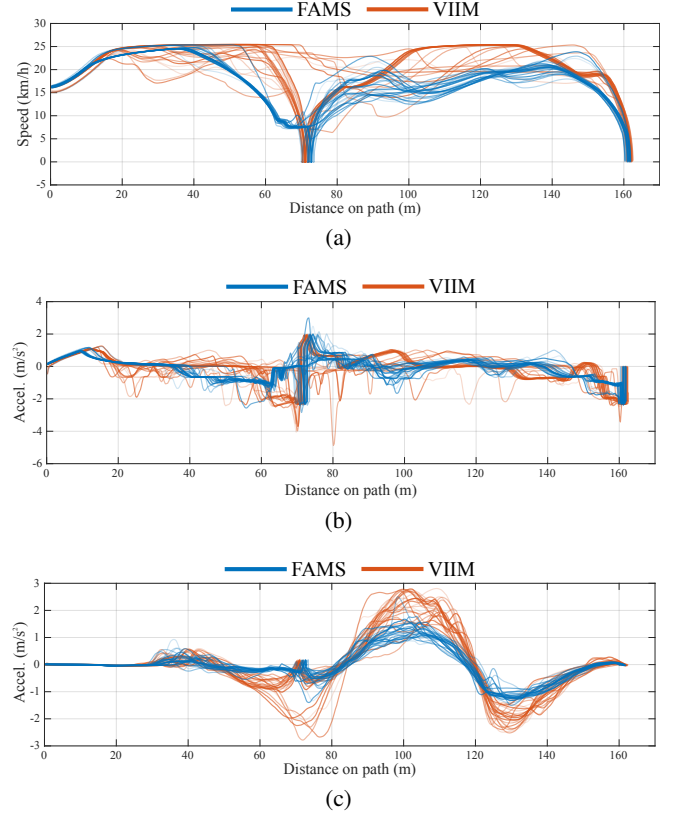 FAMS VIIM
30
25
20
15
10
5
0
-5
Speed (km/h)
0 20 40 60 80 100 120 140 160
Distance on path (m)
(a)
FAMS VIIM
4
2
0
-2
-4
-6
Accel. (m/s²)
0 20 40 60 80 100 120 140 160
Distance on path (m)
(b)
FAMS VIIM
3
2
1
0
-1
-2
-3
Accel. (m/s²)
0 20 40 60 80 100 120 140 160
Distance on path (m)
(c)